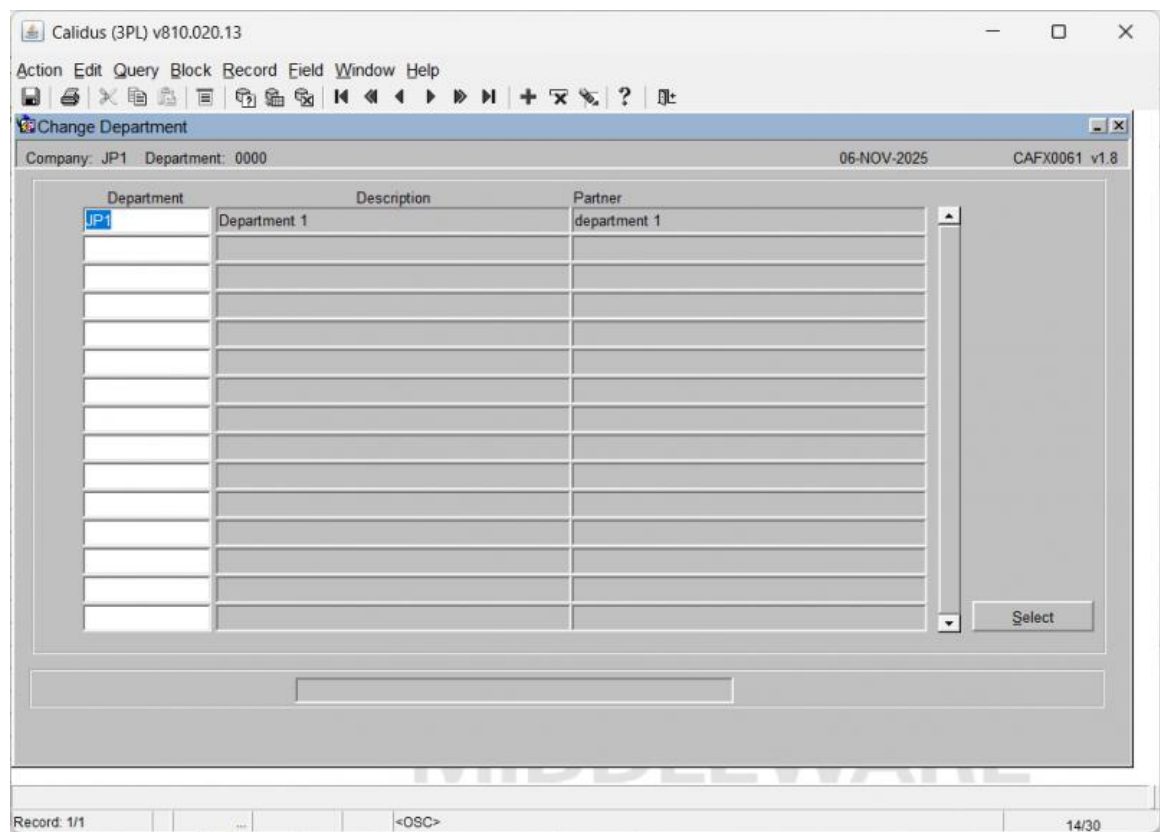 Calidus (3PL) v810.020.13
Action Edit Query Block Record Field Window Help
Change Department
Company: JP1 Department: 0000 06-NOV-2025 CAFX0061 v1.8
Department Description Partner
JP1 Department 1 department 1
Select
MIDDLEWARE
Record: 1/1 ... <OSC> 14/30